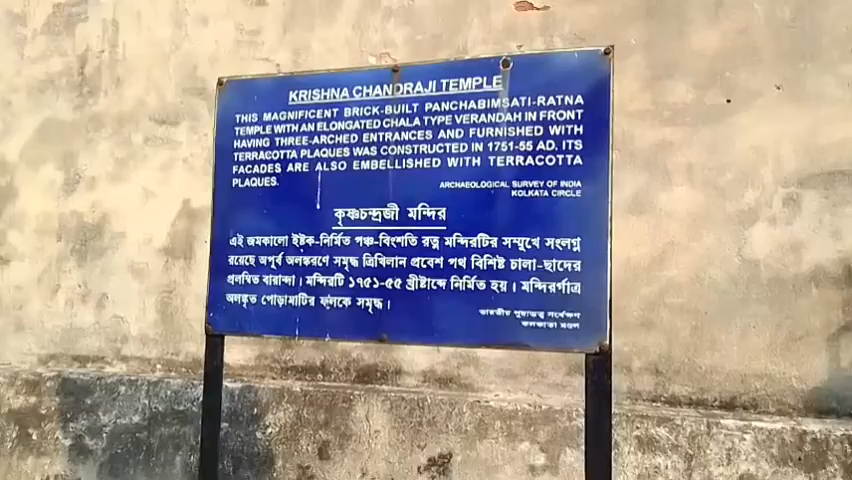 KRISHNA CHANDRAJI TEMPLE
THIS MAGNIFICENT BRICK-BUILT PANCHABIMSATI-RATNA
TEMPLE WITH AN ELONGATED CHALA TYPE VERANDAH IN FRONT
HAVING THREE-ARCHED ENTRANCES AND FURNISHED WITH
TERRACOTTA PLAQUES WAS CONSTRUCTED IN 1751-55 AD. ITS
FACADES ARE ALSO EMBELLISHED WITH TERRACOTTA
PLAQUES.
ARCHAEOLOGICAL SURVEY OF INDIA
KOLKATA CIRCLE
কৃষ্ণচন্দ্রজী মন্দির
এই জমকালো ইষ্টক-নির্মিত পঞ্চ-বিংশতি রত্ন মন্দিরটির সম্মুখে সংলগ্ন
রয়েছে অপূর্ব অলঙ্করণে সমৃদ্ধ ত্রিখিলান প্রবেশ পথ বিশিষ্ট চালা-ছাদের
প্রলম্বিত বারান্দা। মন্দিরটি ১৭৫১-৫৫ খ্রীষ্টাব্দে নির্মিত হয়। মন্দিরগাত্র
অলঙ্কৃত পোড়ামাটির ফলকে সমৃদ্ধ।
ভারতীয় পুরাতত্ত্ব সর্বেক্ষণ
কলকাতা মণ্ডল